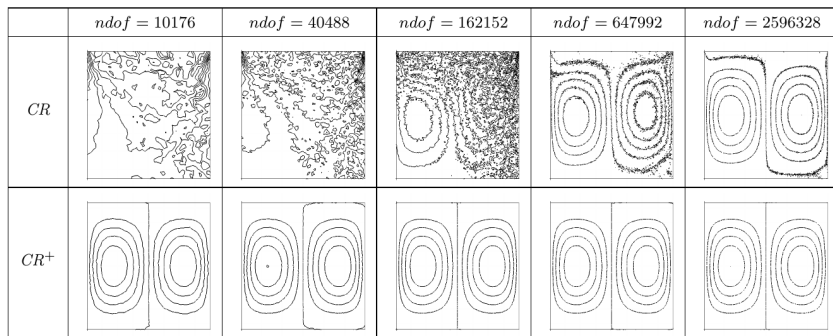 ndof = 10176 ndof = 40488 ndof = 162152 ndof = 647992 ndof = 2596328
CR
CR⁺